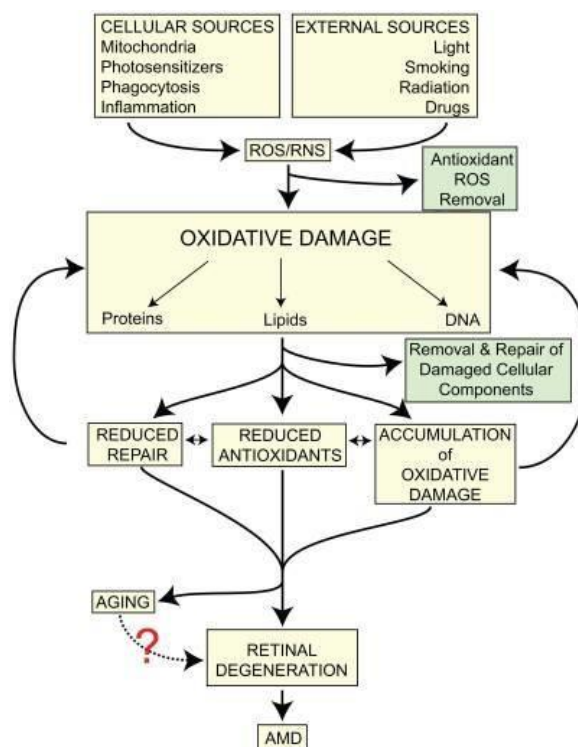 CELLULAR SOURCES
Mitochondria
Photosensitizers
Phagocytosis
Inflammation
EXTERNAL SOURCES
Light
Smoking
Radiation
Drugs
ROS/RNS
Antioxidant
ROS
Removal
OXIDATIVE DAMAGE
Proteins
Lipids
DNA
Removal & Repair of
Damaged Cellular
Components
REDUCED
REPAIR
REDUCED
ANTIOXIDANTS
ACCUMULATION
of
OXIDATIVE
DAMAGE
AGING
?
RETINAL
DEGENERATION
AMD